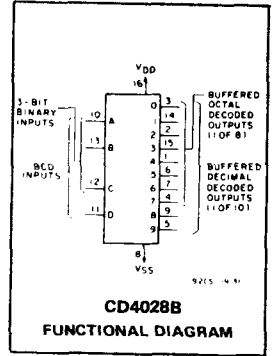 VDD
16
3-BIT
BINARY
INPUTS
BCD
INPUTS
10 A
13 B
12 C
11 D
0 3
1 14
2 2
3 15
4 1
5 6
6 7
7 4
8 9
9 5
BUFFERED
OCTAL
DECODED
OUTPUTS
(1 OF 8)
BUFFERED
DECIMAL
DECODED
OUTPUTS
(1 OF 10)
8
VSS
CD4028B
FUNCTIONAL DIAGRAM